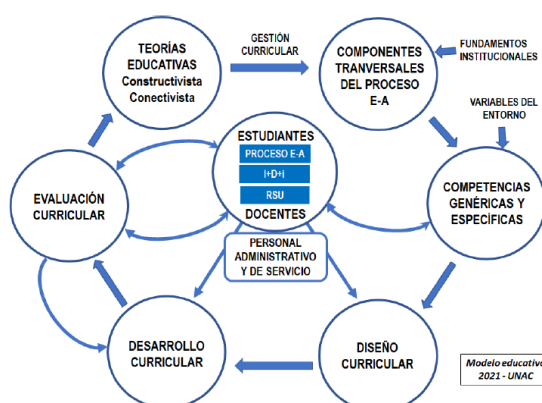 TEORÍAS
EDUCATIVAS
Constructivista
Conectivista
GESTIÓN
CURRICULAR
COMPONENTES
TRANVERSALES
DEL PROCESO
E-A
FUNDAMENTOS
INSTITUCIONALES
VARIABLES DEL
ENTORNO
ESTUDIANTES
PROCESO E-A
I+D+i
RSU
DOCENTES
PERSONAL
ADMINISTRATIVO
Y DE SERVICIO
EVALUACIÓN
CURRICULAR
COMPETENCIAS
GENÉRICAS Y
ESPECÍFICAS
DESARROLLO
CURRICULAR
DISEÑO
CURRICULAR
Modelo educativo
2021 - UNAC